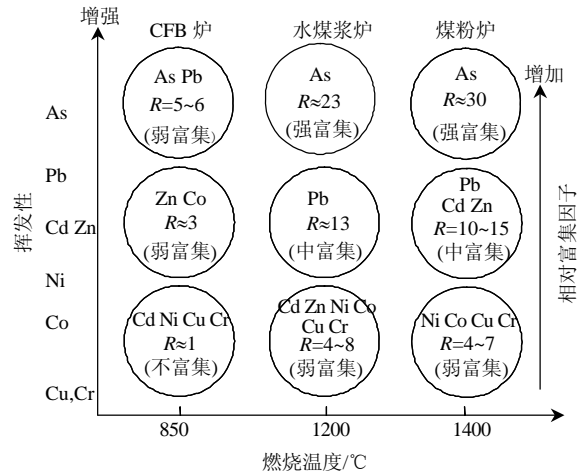 增强
CFB 炉
水煤浆炉
煤粉炉
增加
As
Pb
Cd Zn
Ni
Co
Cu,Cr
挥发性
As Pb
R=5~6
(弱富集)
As
R≈23
(强富集)
As
R≈30
(强富集)
Zn Co
R≈3
(弱富集)
Pb
R≈13
(中富集)
Pb
Cd Zn
R=10~15
(中富集)
Cd Ni Cu Cr
R≈1
(不富集)
Cd Zn Ni Co
Cu Cr
R=4~8
(弱富集)
Ni Co Cu Cr
R=4~7
(弱富集)
相对富集因子
850
1200
1400
燃烧温度/℃